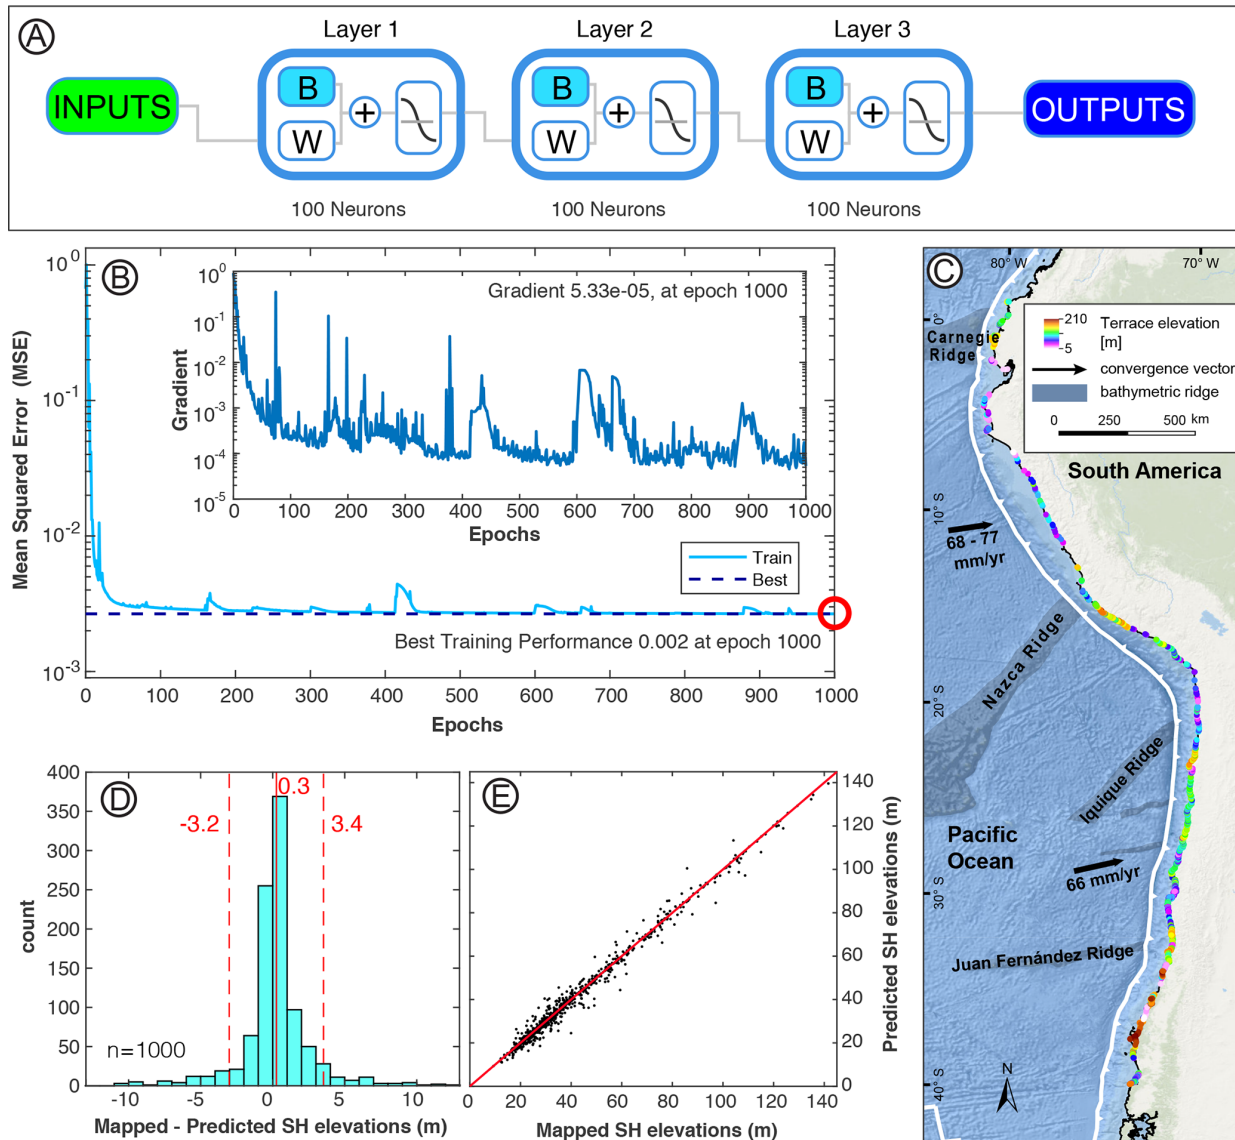 A
Layer 1
Layer 2
Layer 3
INPUTS
B
W
+
B
W
+
B
W
+
OUTPUTS
100 Neurons
100 Neurons
100 Neurons
B
Mean Squared Error (MSE)
10^0
10^-1
10^-2
10^-3
0
100
200
300
400
500
600
700
800
900
1000
Epochs
Gradient 5.33e-05, at epoch 1000
Gradient
10^0
10^-1
10^-2
10^-3
10^-4
10^-5
0
100
200
300
400
500
600
700
800
900
1000
Epochs
Train
Best
Best Training Performance 0.002 at epoch 1000
C
80° W
70° W
0°
10° S
20° S
30° S
40° S
210
5
Terrace elevation
[m]
convergence vector
bathymetric ridge
0
250
500 km
Carnegie
Ridge
South America
68 - 77
mm/yr
Nazca Ridge
Iquique Ridge
Pacific
Ocean
66 mm/yr
Juan Fernández Ridge
N
D
count
400
350
300
250
200
150
100
50
0
-3.2
0.3
3.4
n=1000
-10
-5
0
5
10
Mapped - Predicted SH elevations (m)
E
140
120
100
80
60
40
20
0
Predicted SH elevations (m)
0
20
40
60
80
100
120
140
Mapped SH elevations (m)